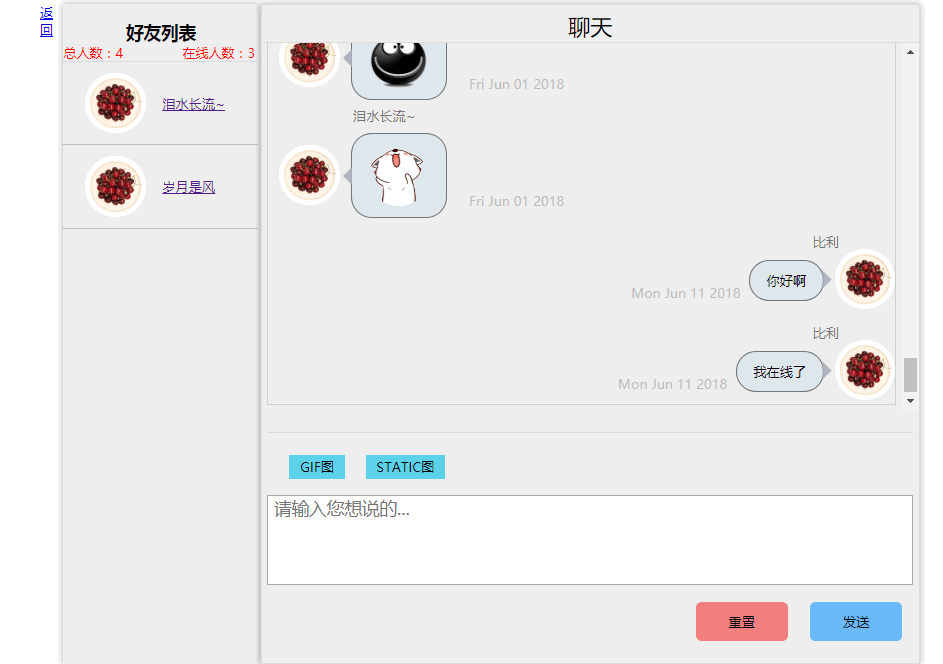 返
回
好友列表
总人数：4 在线人数：3
泪水长流~
岁月是风
聊天
Fri Jun 01 2018
泪水长流~
Fri Jun 01 2018
比利
你好啊
Mon Jun 11 2018
比利
我在线了
Mon Jun 11 2018
GIF图 STATIC图
请输入您想说的...
重置 发送